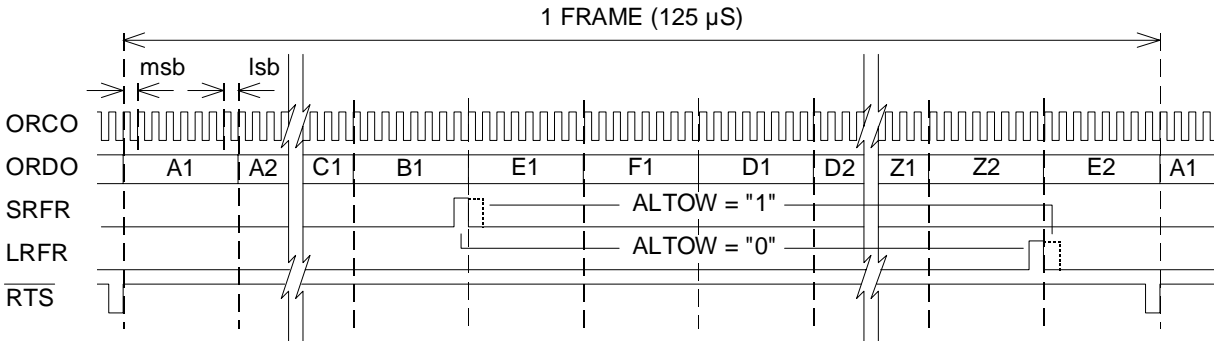 1 FRAME (125 µS)
msb lsb
ORCO
ORDO A1 A2 C1 B1 E1 F1 D1 D2 Z1 Z2 E2 A1
SRFR ALTOW = "1"
LRFR ALTOW = "0"
RTS